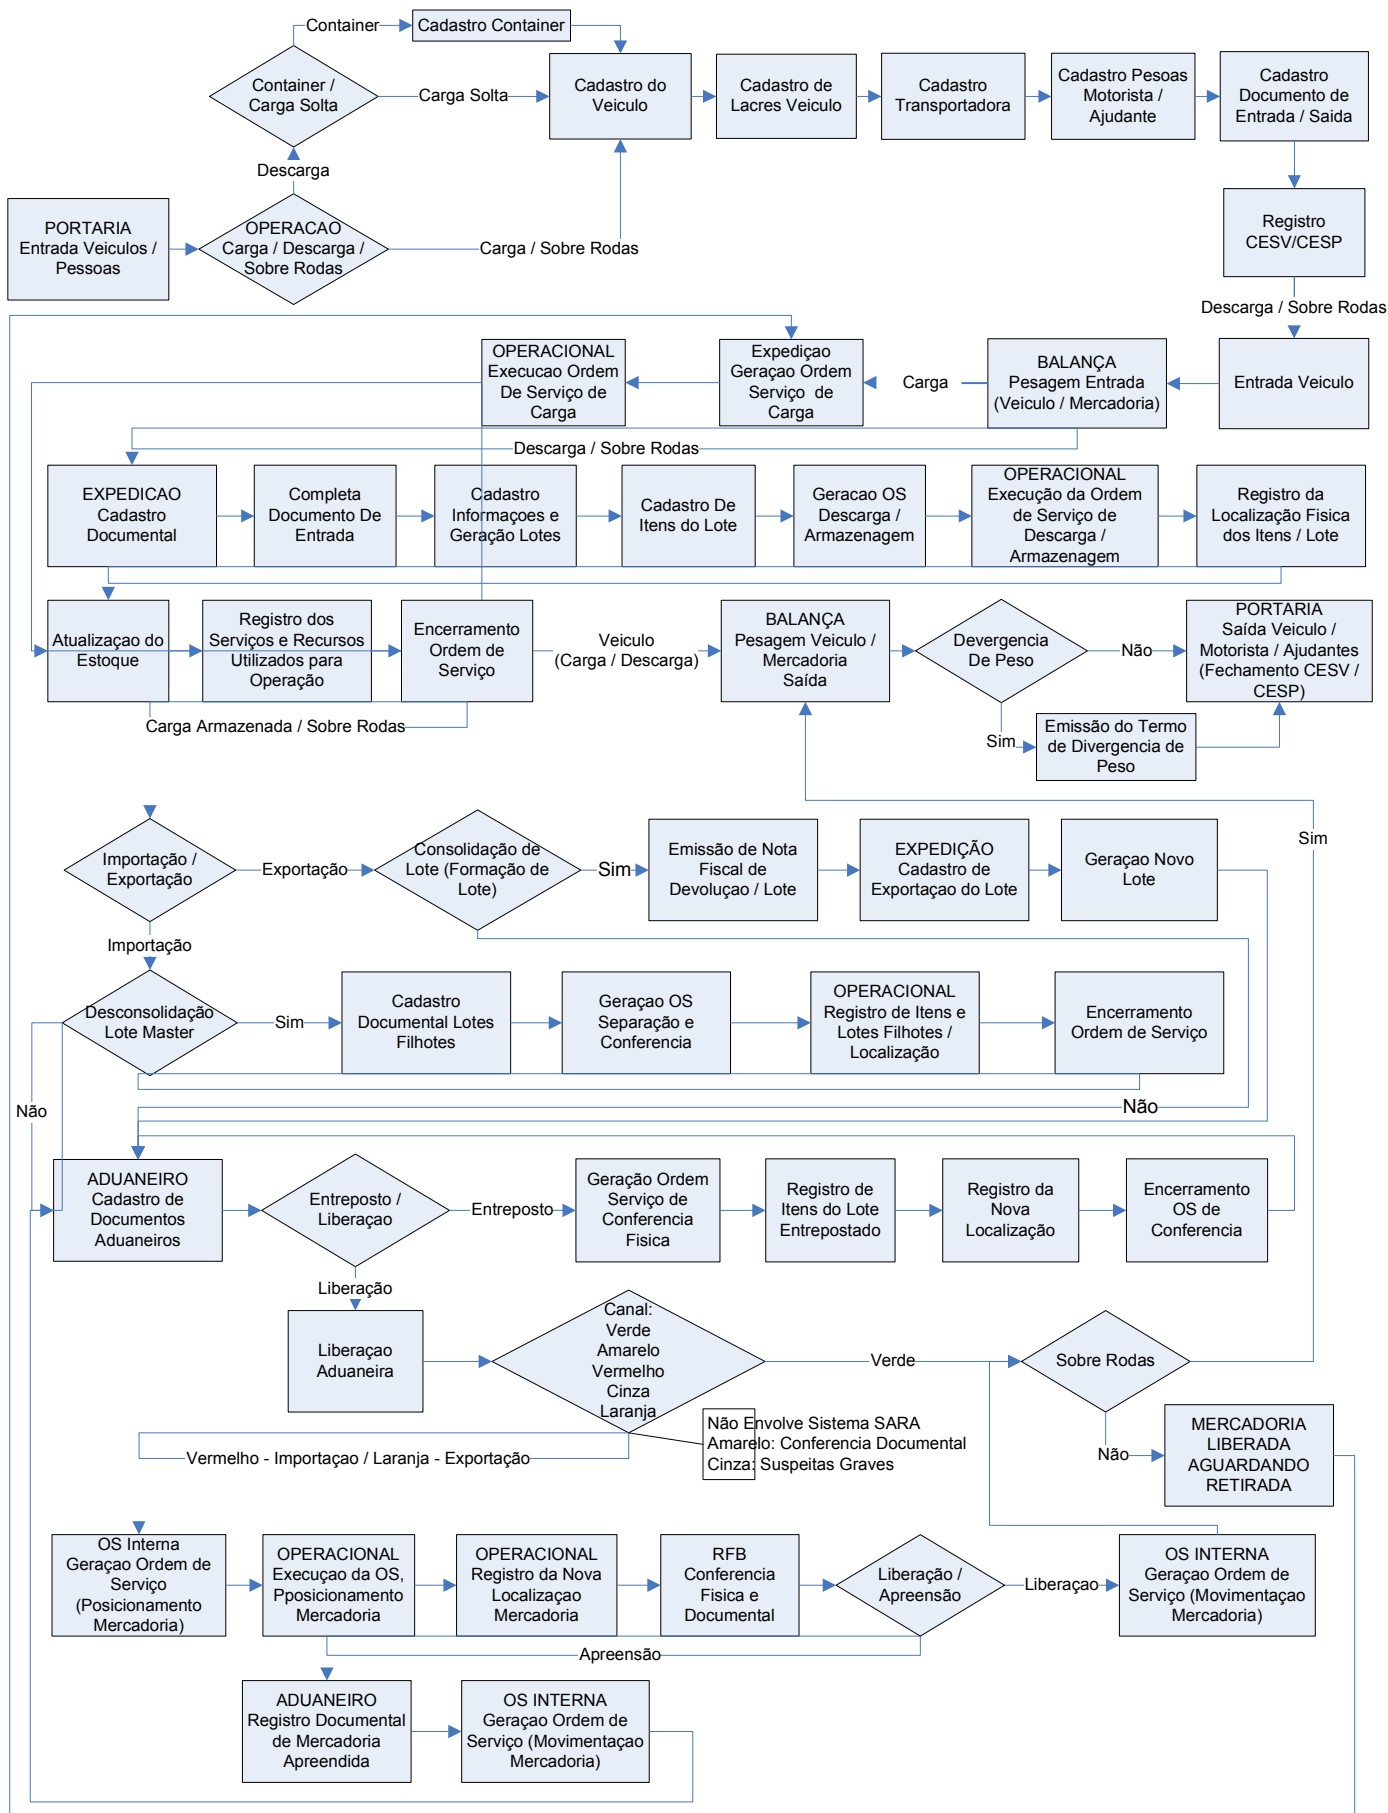 Container
Cadastro Container
Container /
Carga Solta
Carga Solta
Cadastro do
Veiculo
Cadastro de
Lacres Veiculo
Cadastro
Transportadora
Cadastro Pesoas
Motorista /
Ajudante
Cadastro
Documento de
Entrada / Saida
Descarga
PORTARIA
Entrada Veiculos /
Pessoas
OPERACAO
Carga / Descarga /
Sobre Rodas
Carga / Sobre Rodas
Registro
CESV/CESP
Descarga / Sobre Rodas
OPERACIONAL
Execucao Ordem
De Serviço de
Carga
Expediçao
Geraçao Ordem
Serviço  de
Carga
Carga
BALANÇA
Pesagem Entrada
(Veiculo / Mercadoria)
Entrada Veiculo
Descarga / Sobre Rodas
EXPEDICAO
Cadastro
Documental
Completa
Documento De
Entrada
Cadastro
Informaçoes e
Geração Lotes
Cadastro De
Itens do Lote
Geracao OS
Descarga /
Armazenagem
OPERACIONAL
Execução da Ordem
de Serviço de
Descarga /
Armazenagem
Registro da
Localização Fisica
dos Itens / Lote
Atualizaçao do
Estoque
Registro dos
Serviços e Recursos
Utilizados para
Operação
Encerramento
Ordem de
Serviço
Veiculo
(Carga / Descarga)
BALANÇA
Pesagem Veiculo /
Mercadoria
Saída
Devergencia
De Peso
Não
PORTARIA
Saída Veiculo /
Motorista / Ajudantes
(Fechamento CESV /
CESP)
Carga Armazenada / Sobre Rodas
Sim
Emissão do Termo
de Divergencia de
Peso
Sim
Importação /
Exportação
Exportação
Consolidação de
Lote (Formação de
Lote)
Sim
Emissão de Nota
Fiscal de
Devoluçao / Lote
EXPEDIÇÃO
Cadastro de
Exportaçao do Lote
Geraçao Novo
Lote
Importação
Desconsolidação
Lote Master
Sim
Cadastro
Documental Lotes
Filhotes
Geraçao OS
Separação e
Conferencia
OPERACIONAL
Registro de Itens e
Lotes Filhotes /
Localização
Encerramento
Ordem de Serviço
Não
Não
ADUANEIRO
Cadastro de
Documentos
Aduaneiros
Entreposto /
Liberaçao
Entreposto
Geração Ordem
Serviço de
Conferencia
Fisica
Registro de
Itens do Lote
Entrepostado
Registro da
Nova
Localização
Encerramento
OS de
Conferencia
Liberação
Liberaçao
Aduaneira
Canal:
Verde
Amarelo
Vermelho
Cinza
Laranja
Verde
Sobre Rodas
Não Envolve Sistema SARA
Amarelo: Conferencia Documental
Cinza: Suspeitas Graves
Vermelho - Importaçao / Laranja - Exportação
Não
MERCADORIA
LIBERADA
AGUARDANDO
RETIRADA
OS Interna
Geraçao Ordem de
Serviço
(Posicionamento
Mercadoria)
OPERACIONAL
Execuçao da OS,
Pposicionamento
Mercadoria
OPERACIONAL
Registro da Nova
Localizaçao
Mercadoria
RFB
Conferencia
Fisica e
Documental
Liberação /
Apreensão
Liberaçao
OS INTERNA
Geraçao Ordem de
Serviço (Movimentaçao
Mercadoria)
Apreensão
ADUANEIRO
Registro Documental
de Mercadoria
Apreendida
OS INTERNA
Geraçao Ordem de
Serviço (Movimentaçao
Mercadoria)